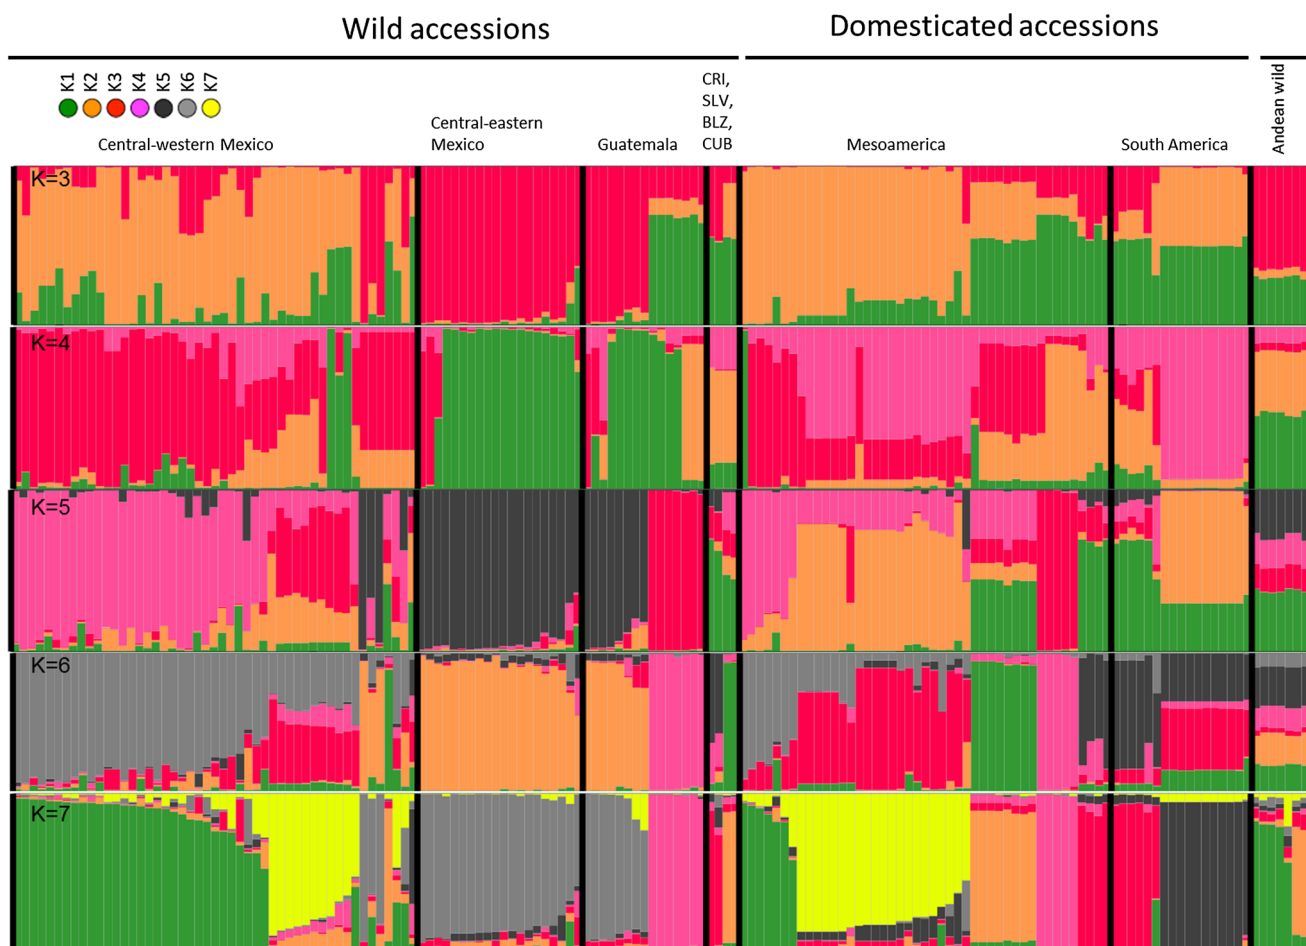 Wild accessions
Domesticated accessions
K1
K2
K3
K4
K5
K6
K7
Central-western Mexico
Central-eastern
Mexico
Guatemala
CRI,
SLV,
BLZ,
CUB
Mesoamerica
South America
Andean wild
K=3
K=4
K=5
K=6
K=7